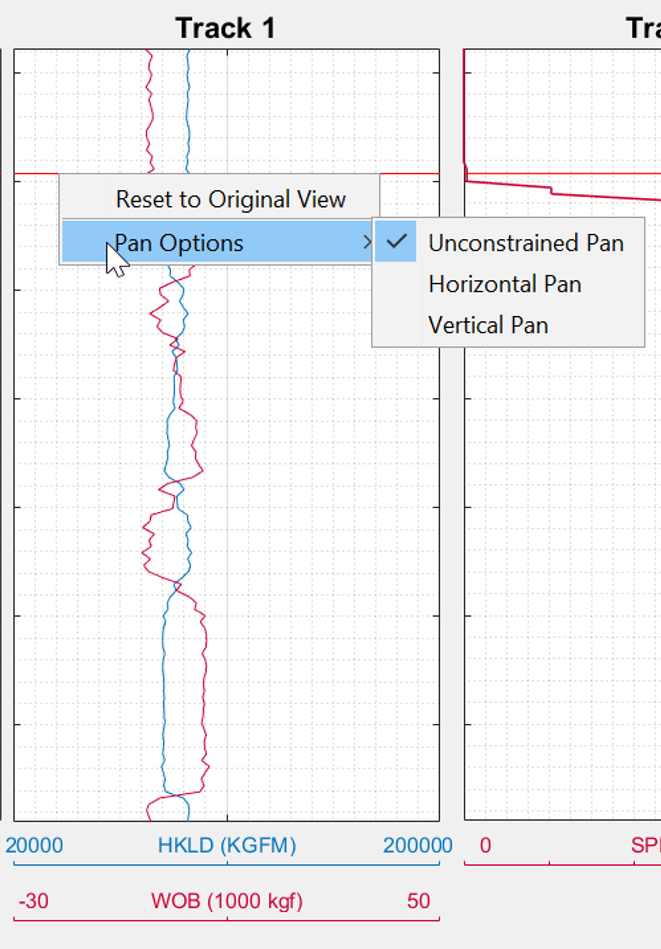 Track 1
Tra
Reset to Original View
Pan Options
Unconstrained Pan
Horizontal Pan
Vertical Pan
20000 HKLD (KGFM) 200000
0 SP
-30 WOB (1000 kgf) 50